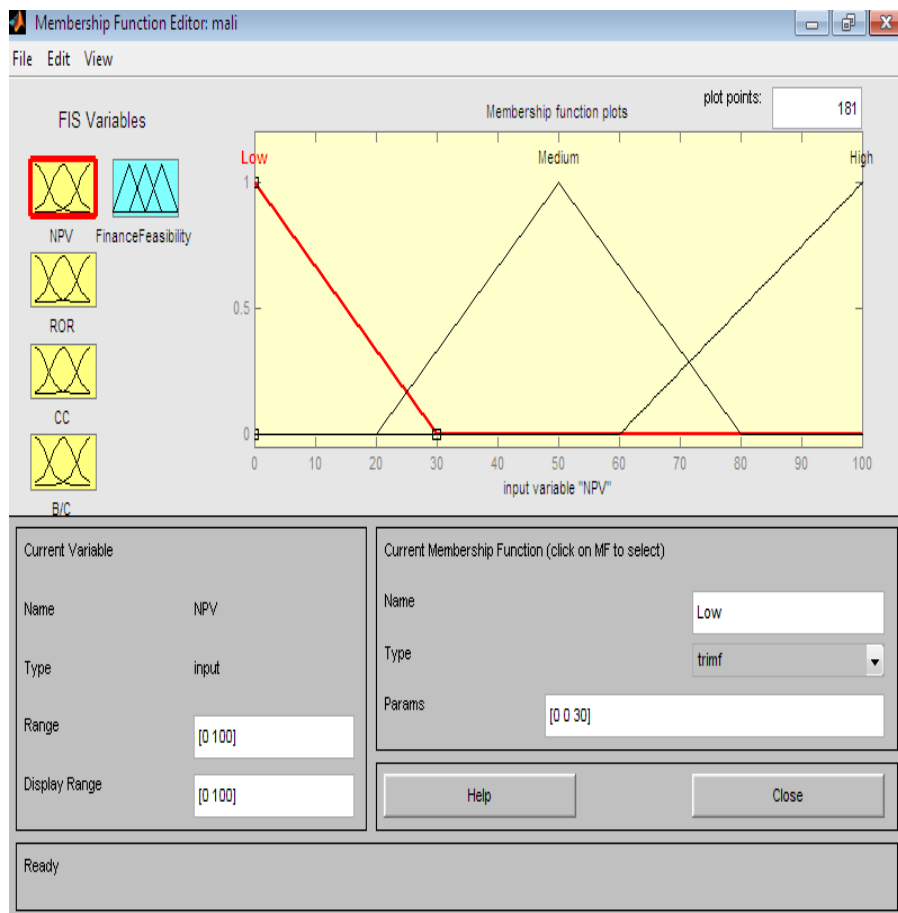 Membership Function Editor: mali
File Edit View
FIS Variables
Membership function plots
plot points: 181
Low Medium High
1
0.5
0
0 10 20 30 40 50 60 70 80 90 100
input variable "NPV"
NPV FinanceFeasibility
ROR
CC
B/C
Current Variable
Name NPV
Type input
Range [0 100]
Display Range [0 100]
Current Membership Function (click on MF to select)
Name Low
Type trimf
Params [0 0 30]
Help Close
Ready